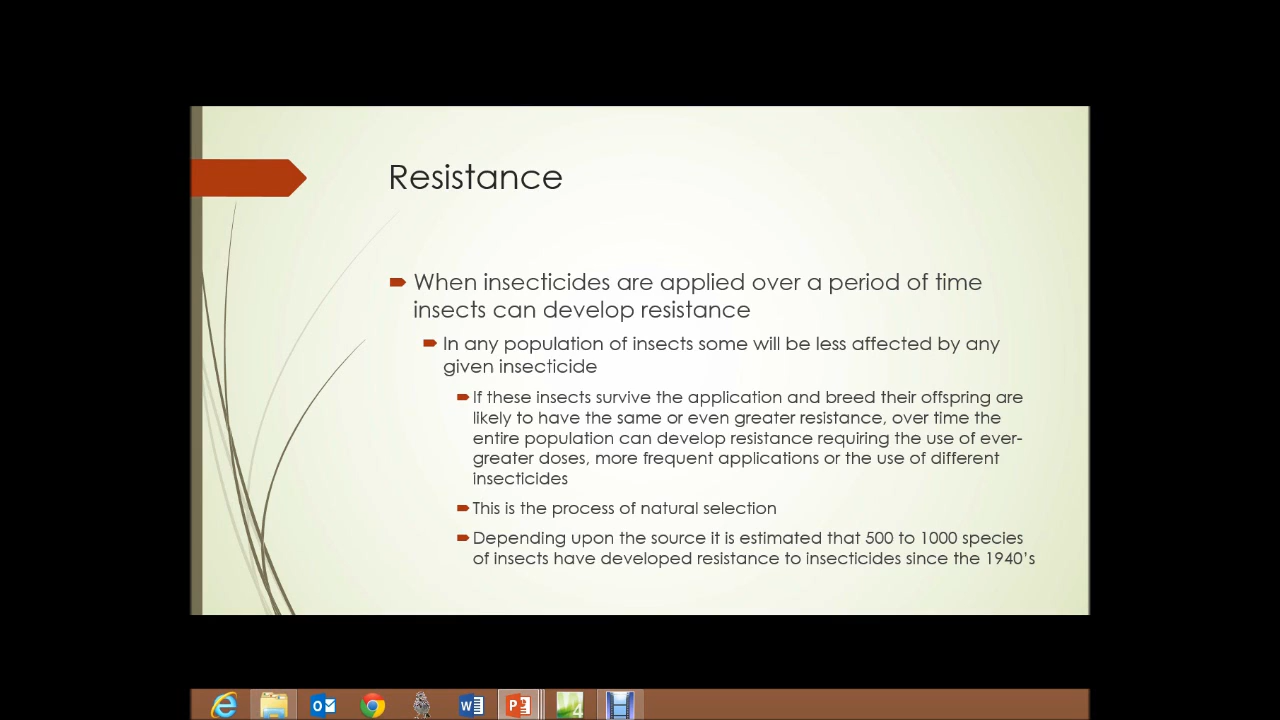 Resistance
When insecticides are applied over a period of time
insects can develop resistance
In any population of insects some will be less affected by any
given insecticide
If these insects survive the application and breed their offspring are
likely to have the same or even greater resistance, over time the
entire population can develop resistance requiring the use of ever-
greater doses, more frequent applications or the use of different
insecticides
This is the process of natural selection
Depending upon the source it is estimated that 500 to 1000 species
of insects have developed resistance to insecticides since the 1940's